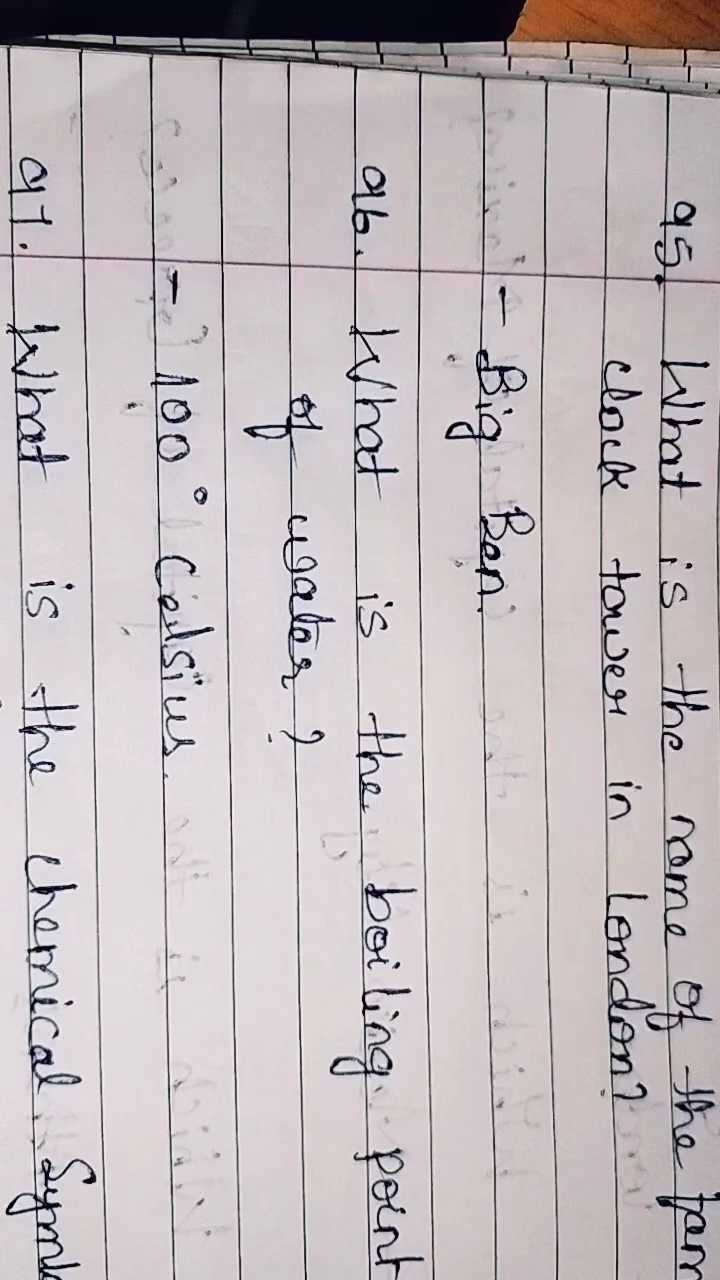 95. What is the name of the fam
clock tower in London?
- Big Ben.
96. What is the boiling point
of water?
- 100° Celsius.
97. What is the chemical Symb